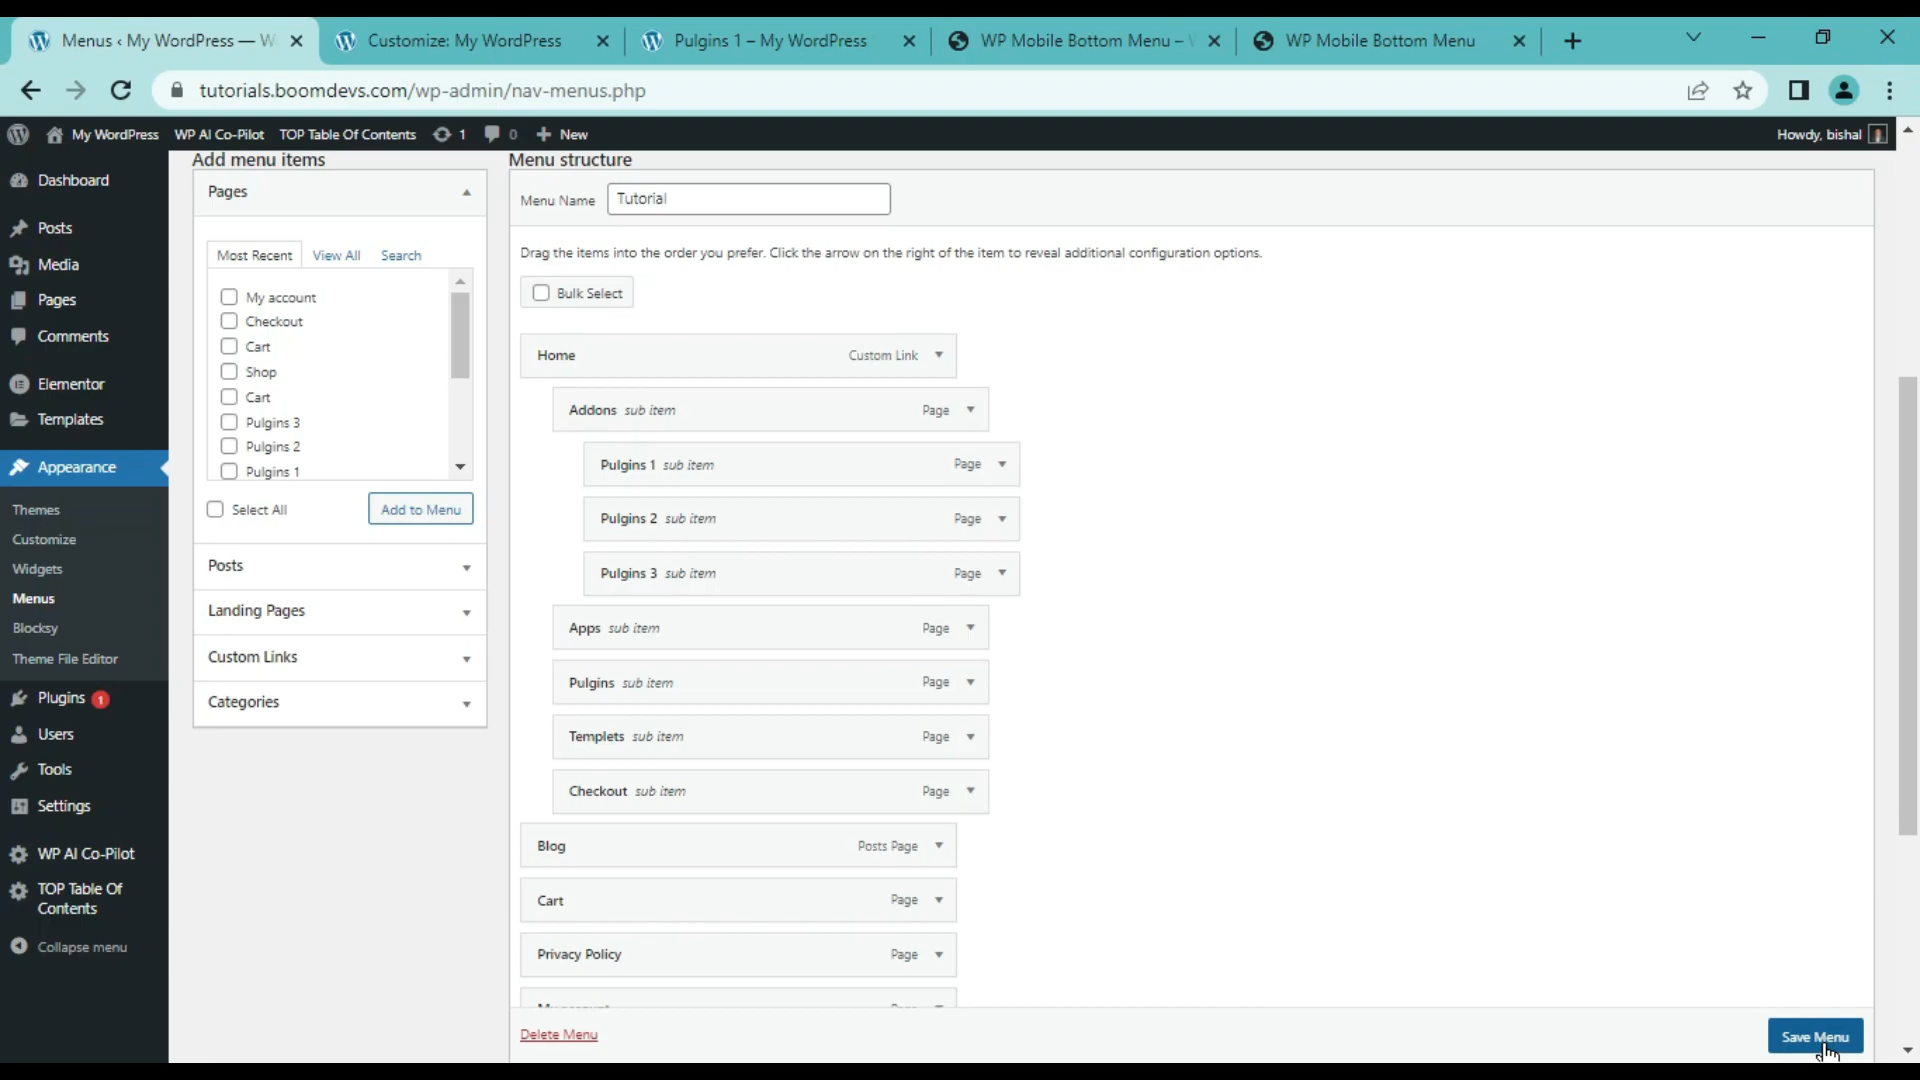 Menus ‹ My WordPress — W
Customize: My WordPress
Pulgins 1 – My WordPress
WP Mobile Bottom Menu –
WP Mobile Bottom Menu
tutorials.boomdevs.com/wp-admin/nav-menus.php
My WordPress WP AI Co-Pilot TOP Table Of Contents 1 0 New
Howdy, bishal
Dashboard
Posts
Media
Pages
Comments
Elementor
Templates
Appearance
Themes
Customize
Widgets
Menus
Blocksy
Theme File Editor
Plugins 1
Users
Tools
Settings
WP AI Co-Pilot
TOP Table Of
Contents
Collapse menu
Add menu items
Pages
Most Recent View All Search
My account
Checkout
Cart
Shop
Cart
Pulgins 3
Pulgins 2
Pulgins 1
Select All
Add to Menu
Posts
Landing Pages
Custom Links
Categories
Menu structure
Menu Name Tutorial
Drag the items into the order you prefer. Click the arrow on the right of the item to reveal additional configuration options.
Bulk Select
Home Custom Link
Addons sub item Page
Pulgins 1 sub item Page
Pulgins 2 sub item Page
Pulgins 3 sub item Page
Apps sub item Page
Pulgins sub item Page
Templets sub item Page
Checkout sub item Page
Blog Posts Page
Cart Page
Privacy Policy Page
Delete Menu
Save Menu